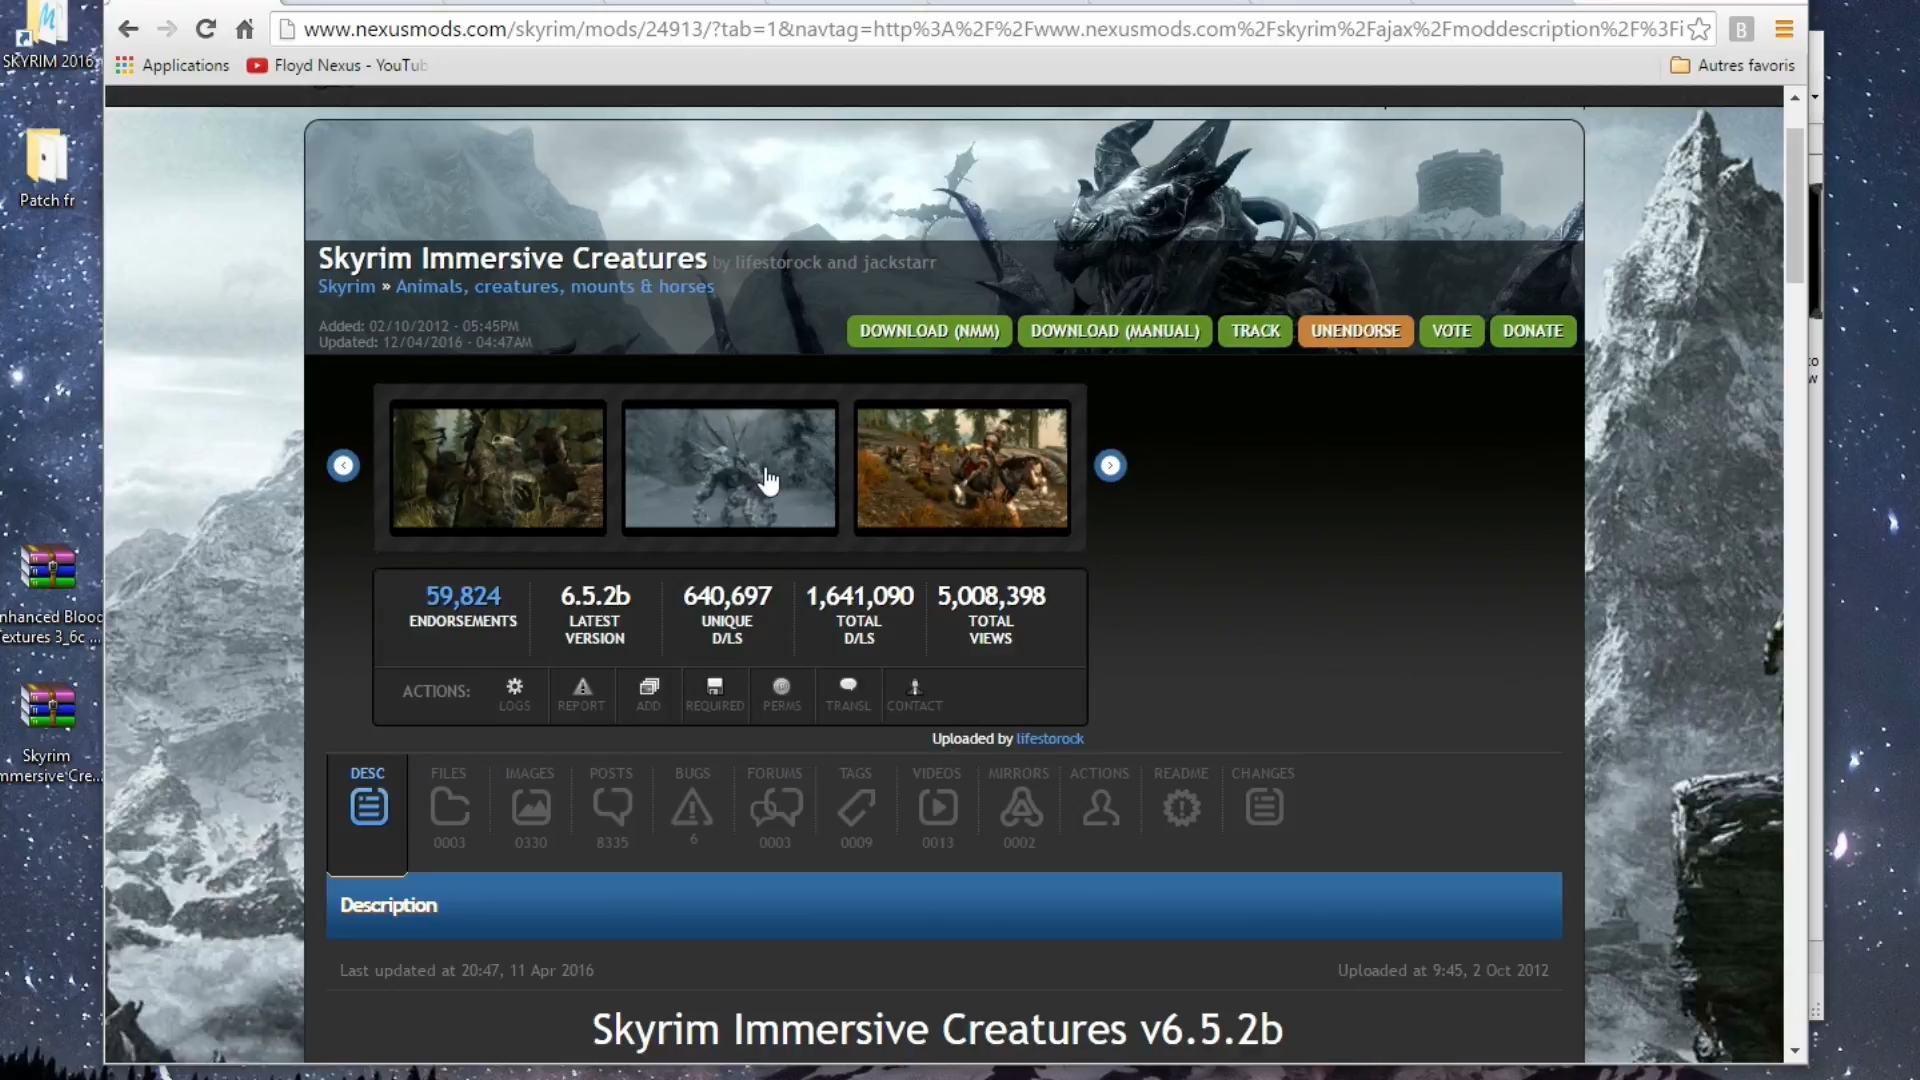 SKYRIM 2016
www.nexusmods.com/skyrim/mods/24913/?tab=1&navtag=http%3A%2F%2Fwww.nexusmods.com%2Fskyrim%2Fajax%2Fmoddescription%2F%3Fi
B
Applications
Floyd Nexus - YouTub
Autres favoris
Patch fr
Skyrim Immersive Creatures by lifestorock and jackstarr
Skyrim » Animals, creatures, mounts & horses
Added: 02/10/2012 - 05:45PM
Updated: 12/04/2016 - 04:47AM
DOWNLOAD (NMM)
DOWNLOAD (MANUAL)
TRACK
UNENDORSE
VOTE
DONATE
to
w
59,824
ENDORSEMENTS
6.5.2b
LATEST
VERSION
640,697
UNIQUE
D/LS
1,641,090
TOTAL
D/LS
5,008,398
TOTAL
VIEWS
nhanced Blood
extures 3_6c ...
ACTIONS:
LOGS
REPORT
ADD
REQUIRED
PERMS
TRANSL
CONTACT
Uploaded by lifestorock
Skyrim
mmersive Cre...
DESC
FILES
0003
IMAGES
0330
POSTS
8335
BUGS
6
FORUMS
0003
TAGS
0009
VIDEOS
0013
MIRRORS
0002
ACTIONS
README
CHANGES
Description
Last updated at 20:47, 11 Apr 2016
Uploaded at 9:45, 2 Oct 2012
Skyrim Immersive Creatures v6.5.2b